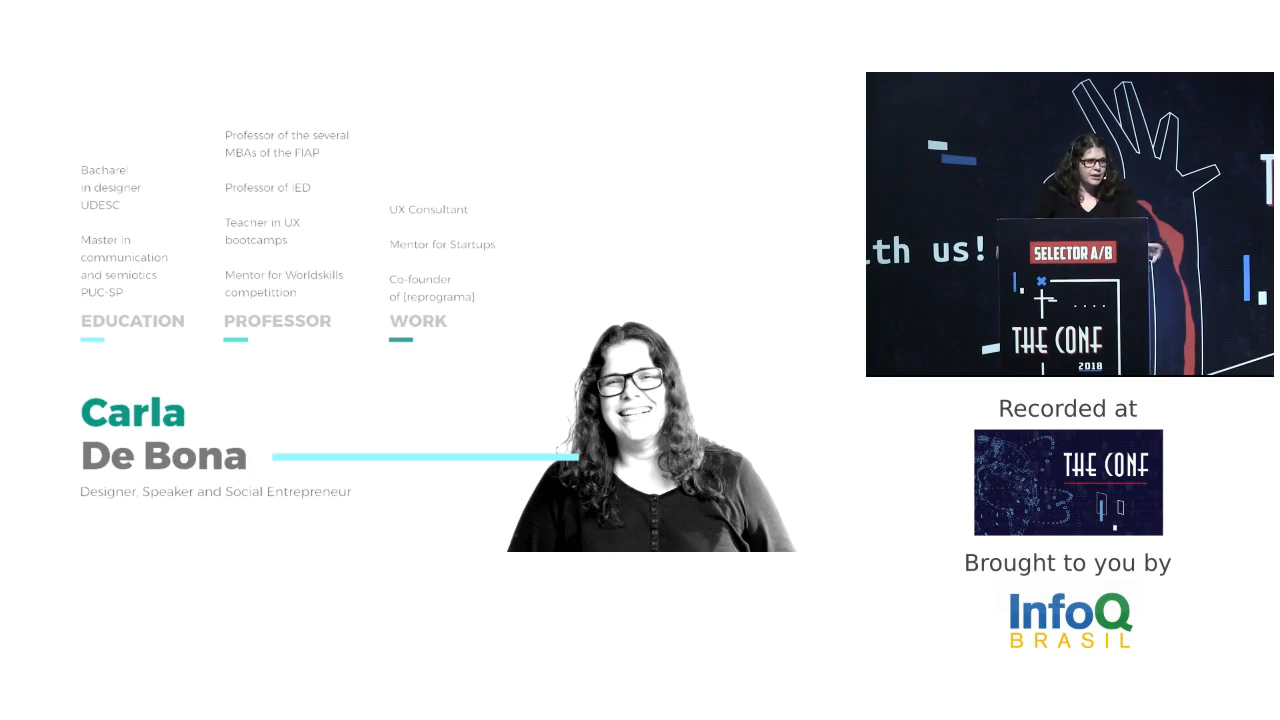 Bacharel
in designer
UDESC
Master in
communication
and semiotics
PUC-SP
EDUCATION
Professor of the several
MBAs of the FIAP
Professor of IED
Teacher in UX
bootcamps
Mentor for Worldskills
competittion
PROFESSOR
UX Consultant
Mentor for Startups
Co-founder
of {reprograma}
WORK
Carla
De Bona
Designer, Speaker and Social Entrepreneur
ith us!
T
SELECTOR A/B
THE CONF
2018
Recorded at
THE CONF
Brought to you by
InfoQ
BRASIL